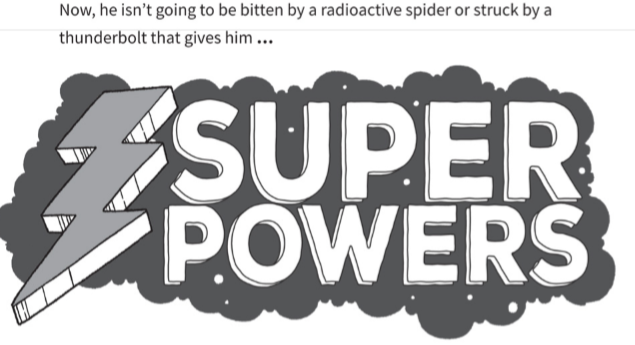 Now, he isn’t going to be bitten by a radioactive spider or struck by a
thunderbolt that gives him ...
SUPER
POWERS